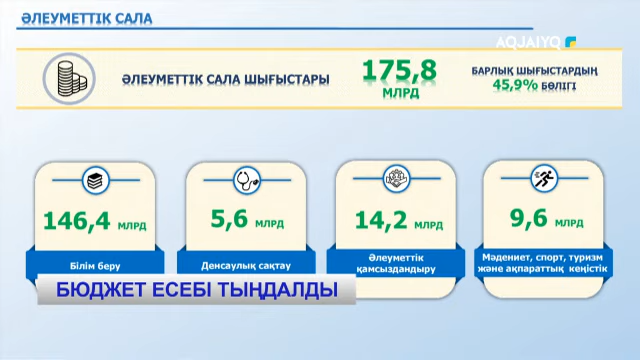 ӘЛЕУМЕТТІК САЛА
AQJAIYQ
ӘЛЕУМЕТТІК САЛА ШЫҒЫСТАРЫ
175,8
МЛРД
БАРЛЫҚ ШЫҒЫСТАРДЫҢ
45,9% БӨЛІГІ
146,4 МЛРД
5,6 МЛРД
14,2 МЛРД
9,6 МЛРД
Білім беру
Денсаулық сақтау
Әлеуметтік
қамсыздандыру
Мәдениет, спорт, туризм
және ақпараттық кеңістік
БЮДЖЕТ ЕСЕБІ ТЫҢДАЛДЫ